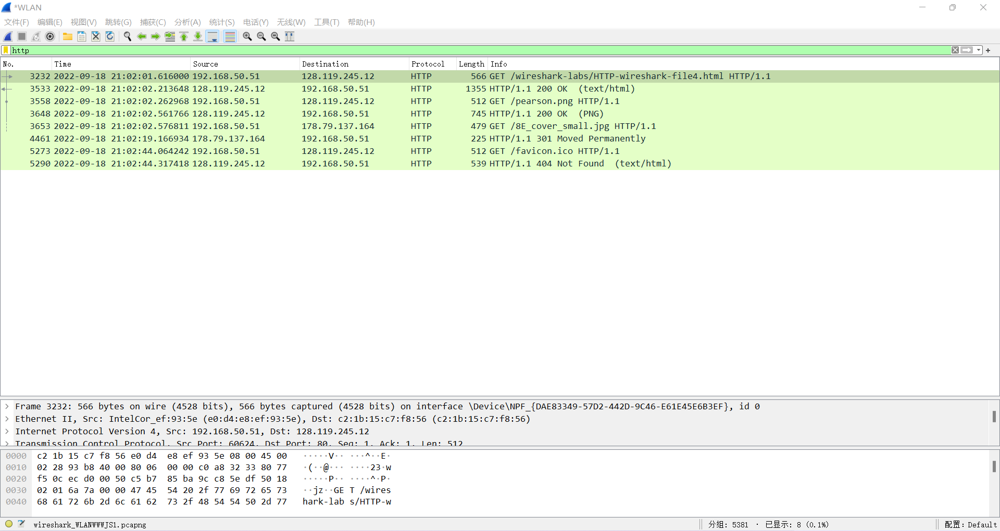 *WLAN
文件(F) 编辑(E) 视图(V) 跳转(G) 捕获(C) 分析(A) 统计(S) 电话(Y) 无线(W) 工具(T) 帮助(H)
http
No. Time Source Destination Protocol Length Info
3232 2022-09-18 21:02:01.616000 192.168.50.51 128.119.245.12 HTTP 566 GET /wireshark-labs/HTTP-wireshark-file4.html HTTP/1.1
3533 2022-09-18 21:02:02.213648 128.119.245.12 192.168.50.51 HTTP 1355 HTTP/1.1 200 OK (text/html)
3558 2022-09-18 21:02:02.262968 192.168.50.51 128.119.245.12 HTTP 512 GET /pearson.png HTTP/1.1
3648 2022-09-18 21:02:02.561766 128.119.245.12 192.168.50.51 HTTP 745 HTTP/1.1 200 OK (PNG)
3653 2022-09-18 21:02:02.576811 192.168.50.51 178.79.137.164 HTTP 479 GET /8E_cover_small.jpg HTTP/1.1
4461 2022-09-18 21:02:19.166934 178.79.137.164 192.168.50.51 HTTP 225 HTTP/1.1 301 Moved Permanently
5273 2022-09-18 21:02:44.064242 192.168.50.51 128.119.245.12 HTTP 512 GET /favicon.ico HTTP/1.1
5290 2022-09-18 21:02:44.317418 128.119.245.12 192.168.50.51 HTTP 539 HTTP/1.1 404 Not Found (text/html)
Frame 3232: 566 bytes on wire (4528 bits), 566 bytes captured (4528 bits) on interface \Device\NPF_{DAE83349-57D2-442D-9C46-E61E45E6B3EF}, id 0
Ethernet II, Src: IntelCor_ef:93:5e (e0:d4:e8:ef:93:5e), Dst: c2:1b:15:c7:f8:56 (c2:1b:15:c7:f8:56)
Internet Protocol Version 4, Src: 192.168.50.51, Dst: 128.119.245.12
Transmission Control Protocol, Src Port: 60624, Dst Port: 80, Seq: 1, Ack: 1, Len: 512
0000 c2 1b 15 c7 f8 56 e0 d4 e8 ef 93 5e 08 00 45 00 ·····V·· ···^··E·
0010 02 28 93 b8 40 00 80 06 00 00 c0 a8 32 33 80 77 ·(··@··· ····23·w
0020 f5 0c ec d0 00 50 c5 b7 85 ba 9c c8 5e df 50 18 ·····P·· ····^·P·
0030 02 01 6a 7a 00 00 47 45 54 20 2f 77 69 72 65 73 ··jz··GE T /wires
0040 68 61 72 6b 2d 6c 61 62 73 2f 48 54 54 50 2d 77 hark-lab s/HTTP-w
wireshark_WLANWWWJS1.pcapng 分组: 5381 · 已显示: 8 (0.1%) 配置: Default